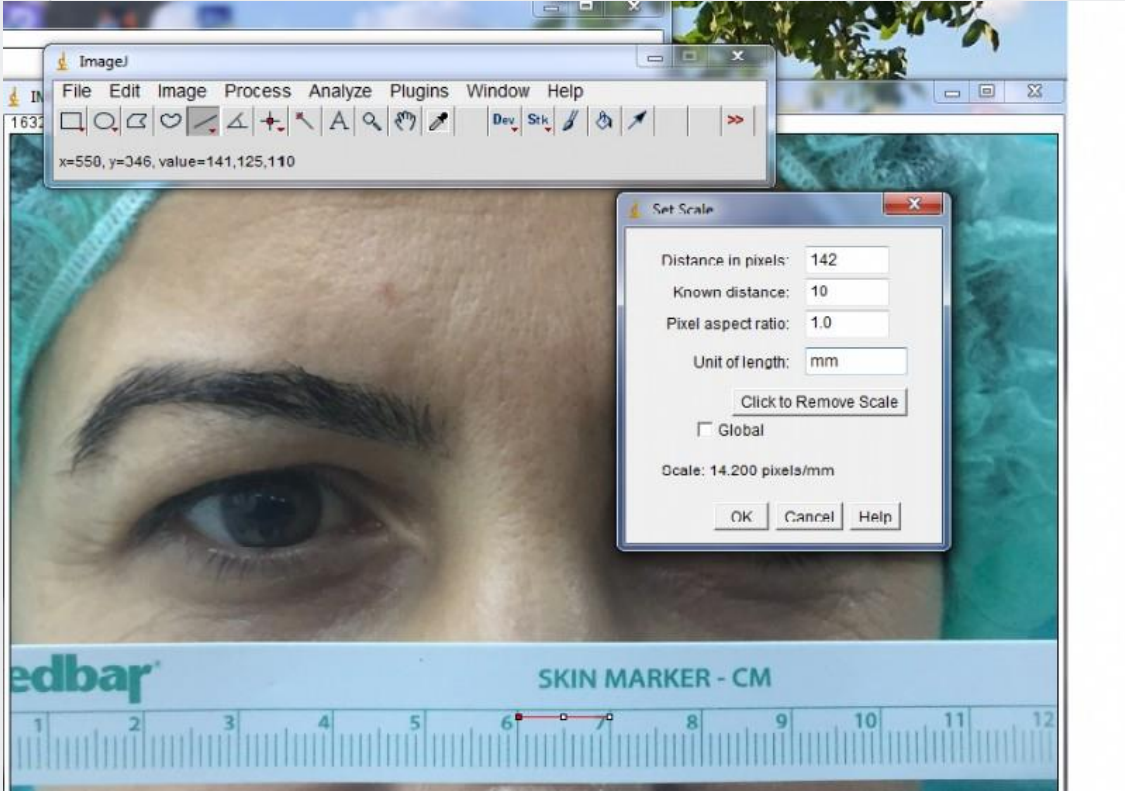 ImageJ
File Edit Image Process Analyze Plugins Window Help
A Dev Stk >>
x=550, y=346, value=141,125,110
1632
Set Scale
Distance in pixels: 142
Known distance: 10
Pixel aspect ratio: 1.0
Unit of length: mm
Click to Remove Scale
Global
Scale: 14.200 pixels/mm
OK Cancel Help
edbar®
SKIN MARKER - CM
1 2 3 4 5 6 7 8 9 10 11 12